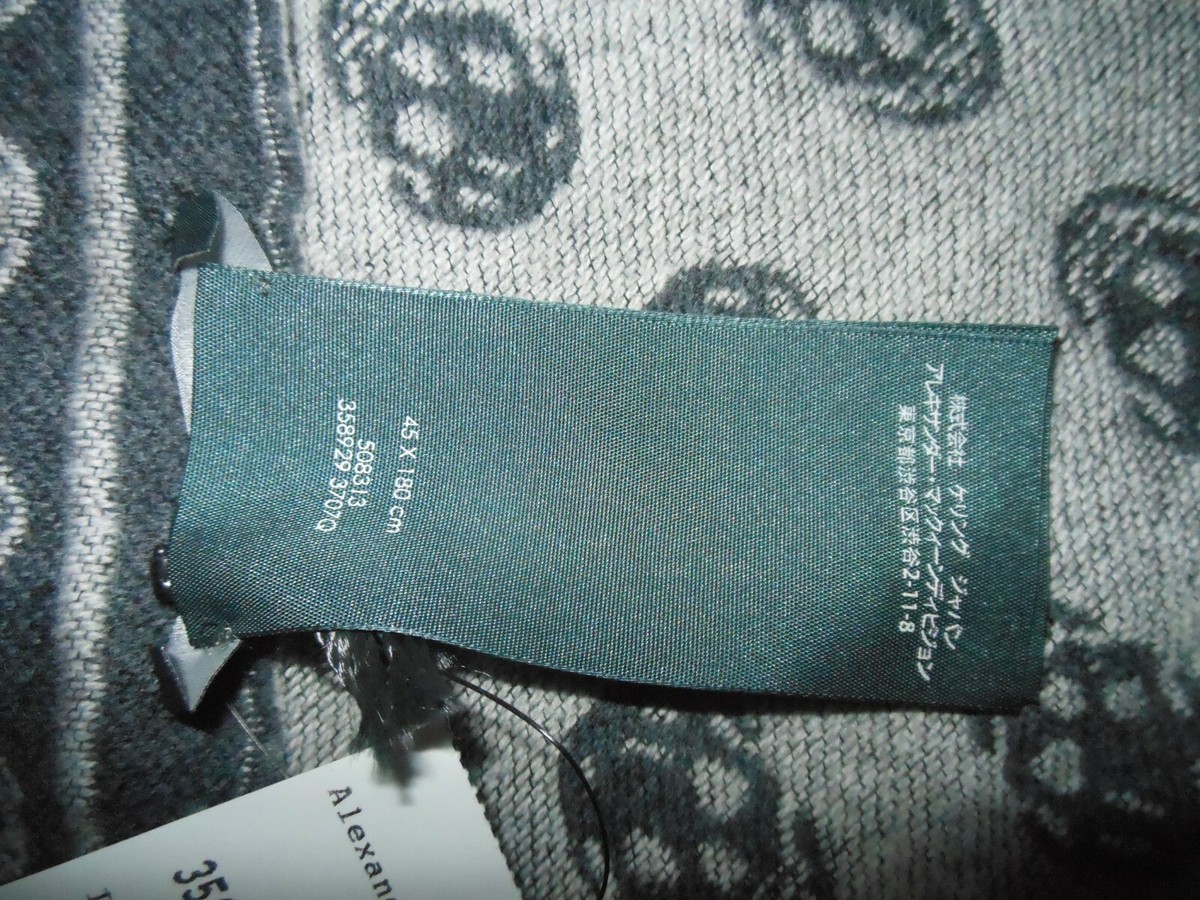 株式会社 ケリング ジャパン
アレキサンダー・マックィーンディビジョン
東京都渋谷区渋谷2-11-8
45 X 180 cm
508313
358929 3707Q
Alexan
35